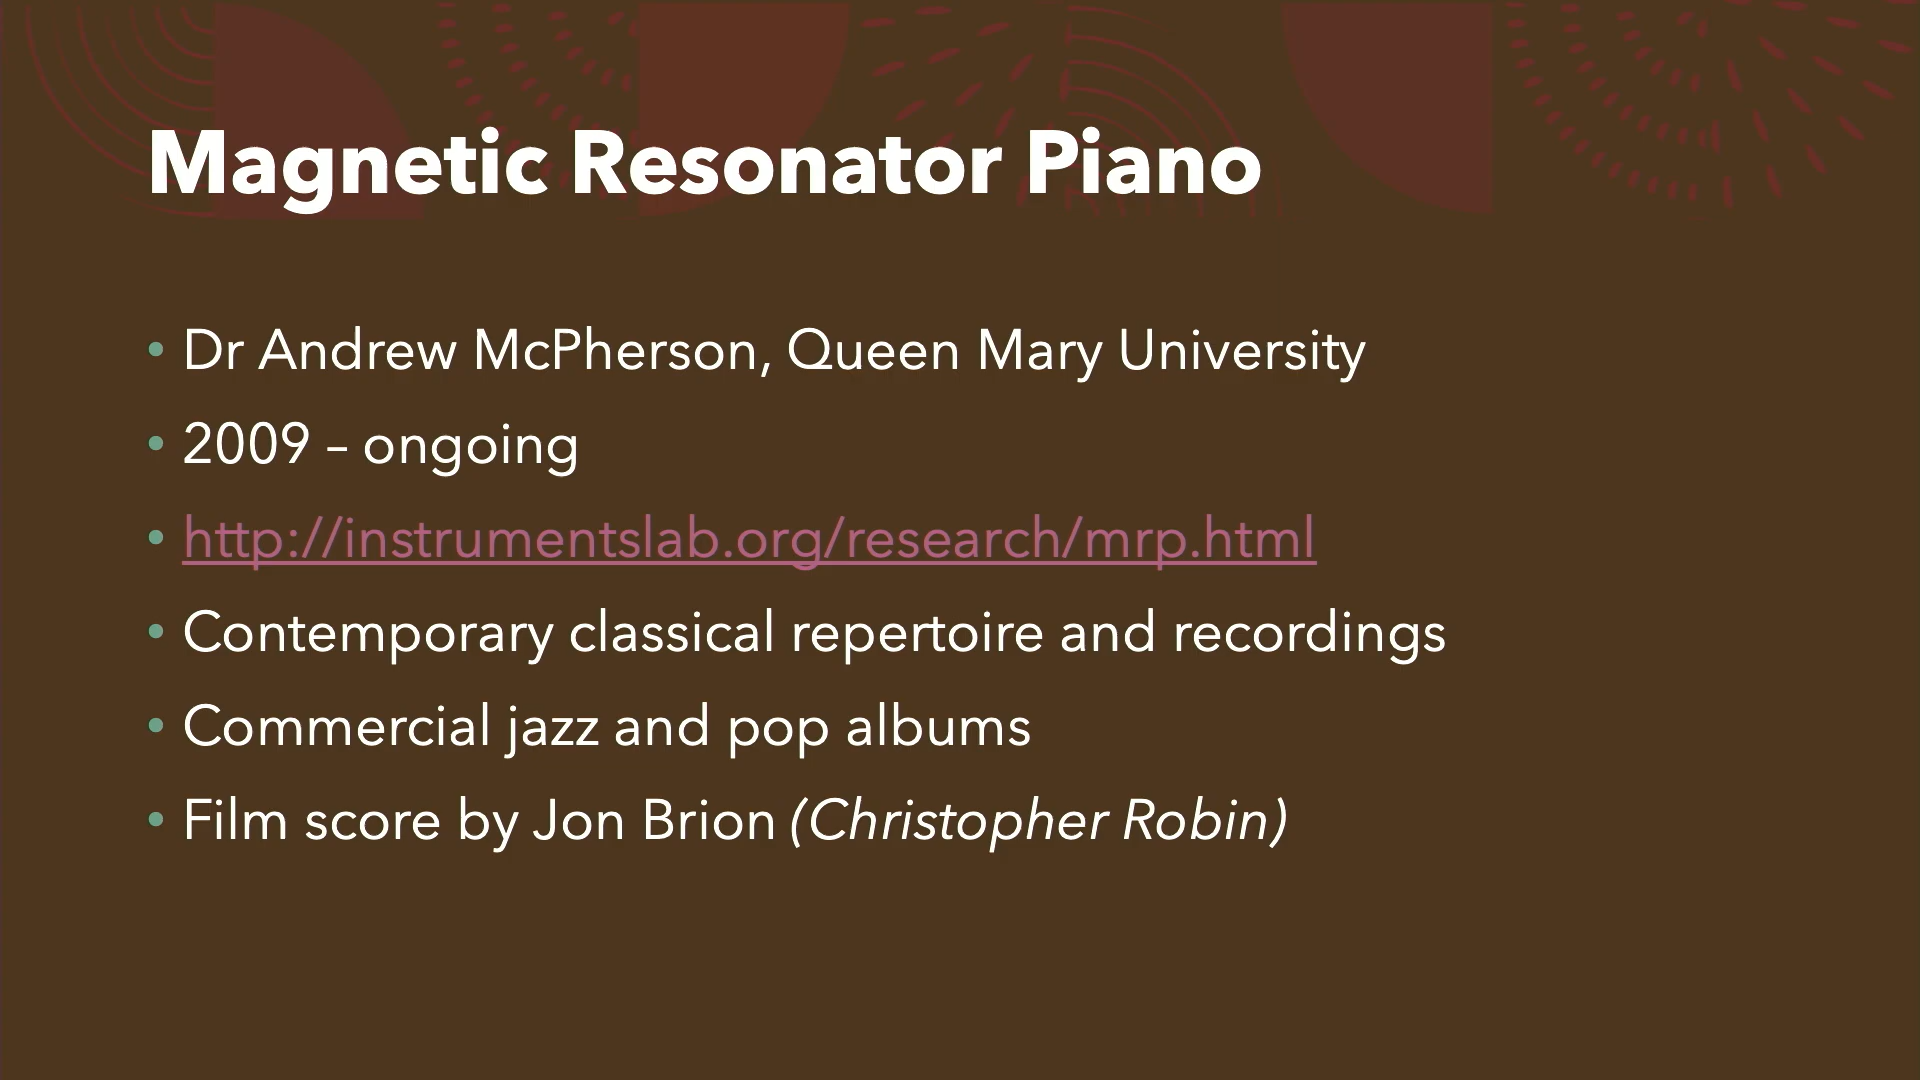 Magnetic Resonator Piano
• Dr Andrew McPherson, Queen Mary University
• 2009 – ongoing
• http://instrumentslab.org/research/mrp.html
• Contemporary classical repertoire and recordings
• Commercial jazz and pop albums
• Film score by Jon Brion (Christopher Robin)